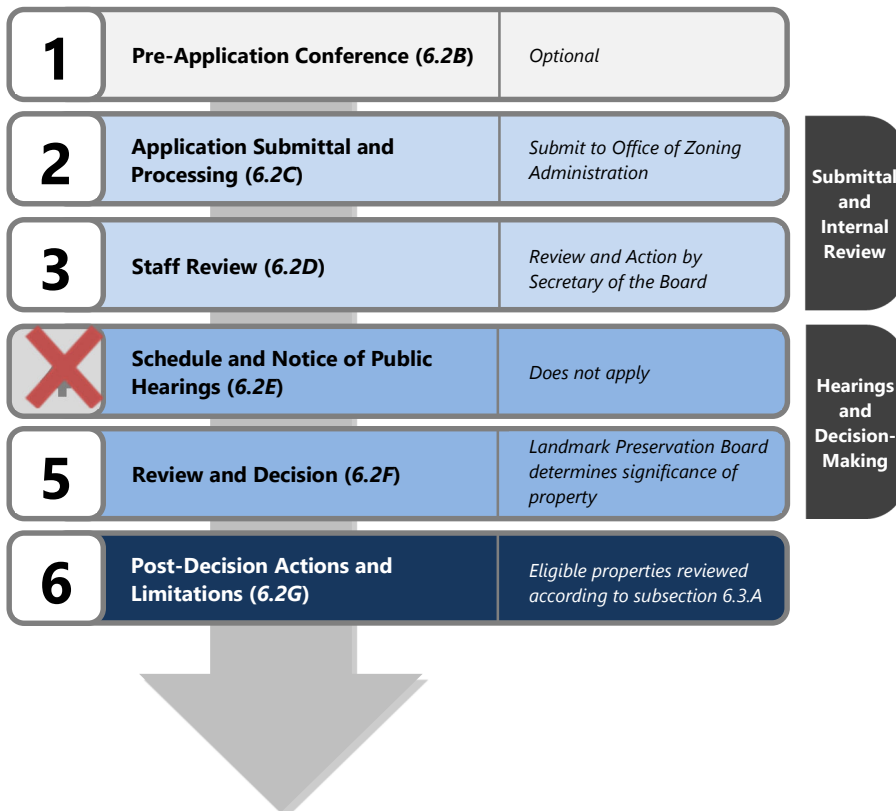 1
Pre-Application Conference (6.2B)
Optional
2
Application Submittal and
Processing (6.2C)
Submit to Office of Zoning
Administration
3
Staff Review (6.2D)
Review and Action by
Secretary of the Board
Submittal
and
Internal
Review
Schedule and Notice of Public
Hearings (6.2E)
Does not apply
5
Review and Decision (6.2F)
Landmark Preservation Board
determines significance of
property
Hearings
and
Decision-
Making
6
Post-Decision Actions and
Limitations (6.2G)
Eligible properties reviewed
according to subsection 6.3.A